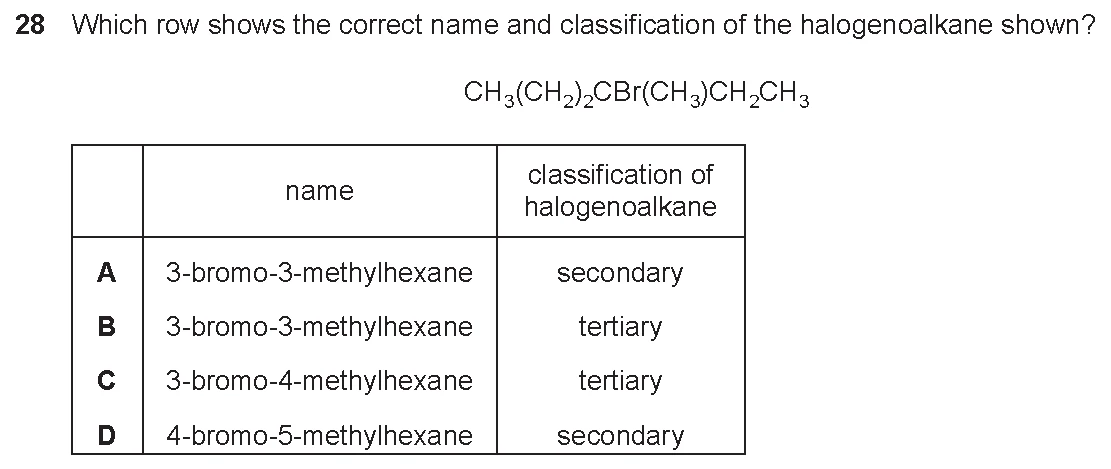 28 Which row shows the correct name and classification of the halogenoalkane shown?
CH₃(CH₂)₂CBr(CH₃)CH₂CH₃
name
classification of
halogenoalkane
A 3-bromo-3-methylhexane secondary
B 3-bromo-3-methylhexane tertiary
C 3-bromo-4-methylhexane tertiary
D 4-bromo-5-methylhexane secondary